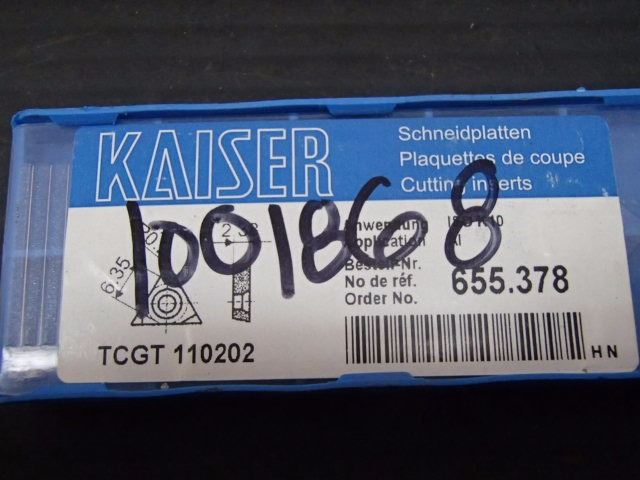 KAISER
Schneidplatten
Plaquettes de coupe
Cutting inserts
1001868
Anwendung
Application
Bestell-Nr.
No de réf.
Order No.
655.378
6.35
TCGT 110202
HN